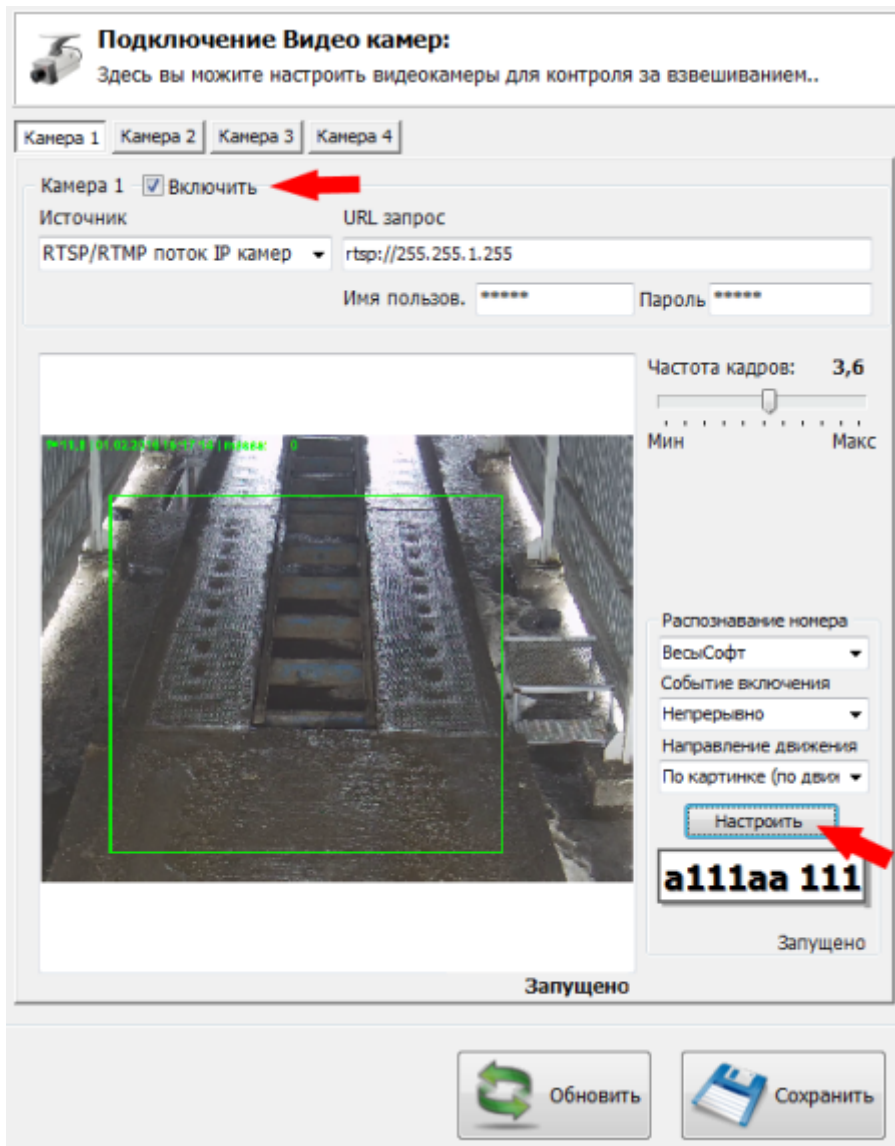 Подключение Видео камер:
Здесь вы можите настроить видеокамеры для контроля за взвешиванием..
Камера 1 Камера 2 Камера 3 Камера 4
Камера 1 Включить
Источник URL запрос
RTSP/RTMP поток IP камер rtsp://255.255.1.255
Имя пользов. ***** Пароль *****
Частота кадров: 3,6
Мин Макс
Распознавание номера
ВесыСофт
Событие включения
Непрерывно
Направление движения
По картинке (по
Настроить
a111aa 111
Запущено
Запущено
Обновить Сохранить